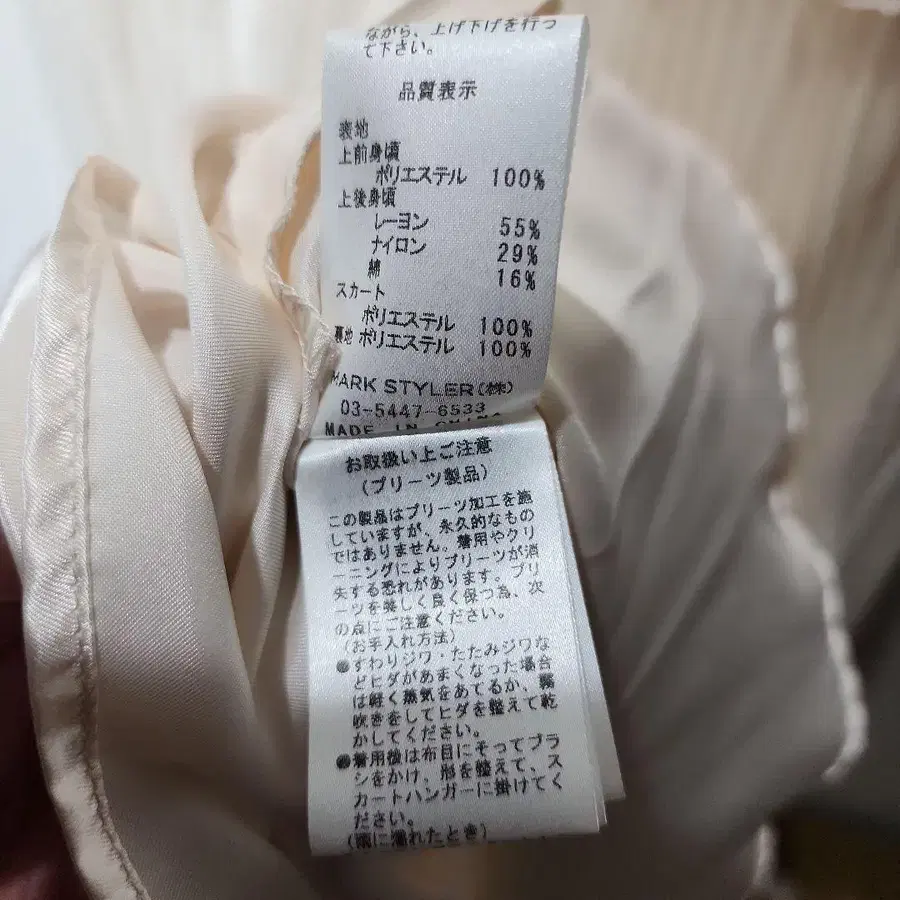 ながら、上げ下げを行っ
て下さい。
品質表示
表地
上前身頃
ポリエステル 100%
上後身頃
レーヨン 55%
ナイロン 29%
綿 16%
スカート
ポリエステル 100%
裏地 ポリエステル 100%
MARK STYLER(株)
03-5447-6533
MADE IN CHINA
お取扱い上ご注意
(プリーツ製品)
この製品はプリーツ加工を施
していますが、永久的なもの
ではありません。着用やクリ
ーニングによりプリーツが消
失する恐れがあります。プリ
ーツを美しく良く保つ為、次
の点にご注意ください。
(お手入れ方法)
●すわりジワ・たたみジワな
どヒダがあまくなった場合
は軽く蒸気をあてるか、霧
吹きをしてヒダを整えて乾
かしてください。
●着用後は布目にそってブラ
シをかけ、形を整えて、ス
カートハンガーに掛けてく
ださい。
(雨に濡れたとき)